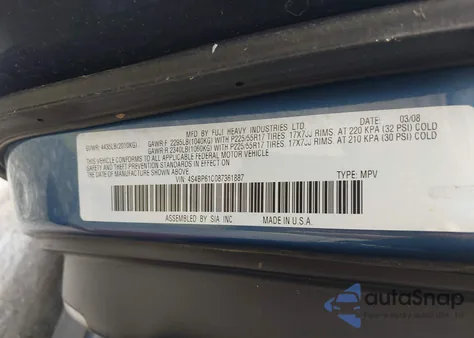 MFD. BY FUJI HEAVY INDUSTRIES LTD. 03/08
GVWR: 4435LB(2010KG) GAWR:F 2295LB(1040KG) WITH P225/55R17 TIRES, 17X7JJ RIMS AT 220 KPA (32 PSI) COLD
GAWR:R 2340LB(1060KG) WITH P225/55R17 TIRES, 17X7JJ RIMS AT 210 KPA (30 PSI) COLD
THIS VEHICLE CONFORMS TO ALL APPLICABLE FEDERAL MOTOR VEHICLE
SAFETY AND THEFT PREVENTION STANDARDS IN EFFECT ON THE DATE OF
MANUFACTURE SHOWN ABOVE.
VIN: 4S4BP61C087361887 TYPE: MPV
ASSEMBLED BY SIA INC. MADE IN U.S.A.
autoSnap